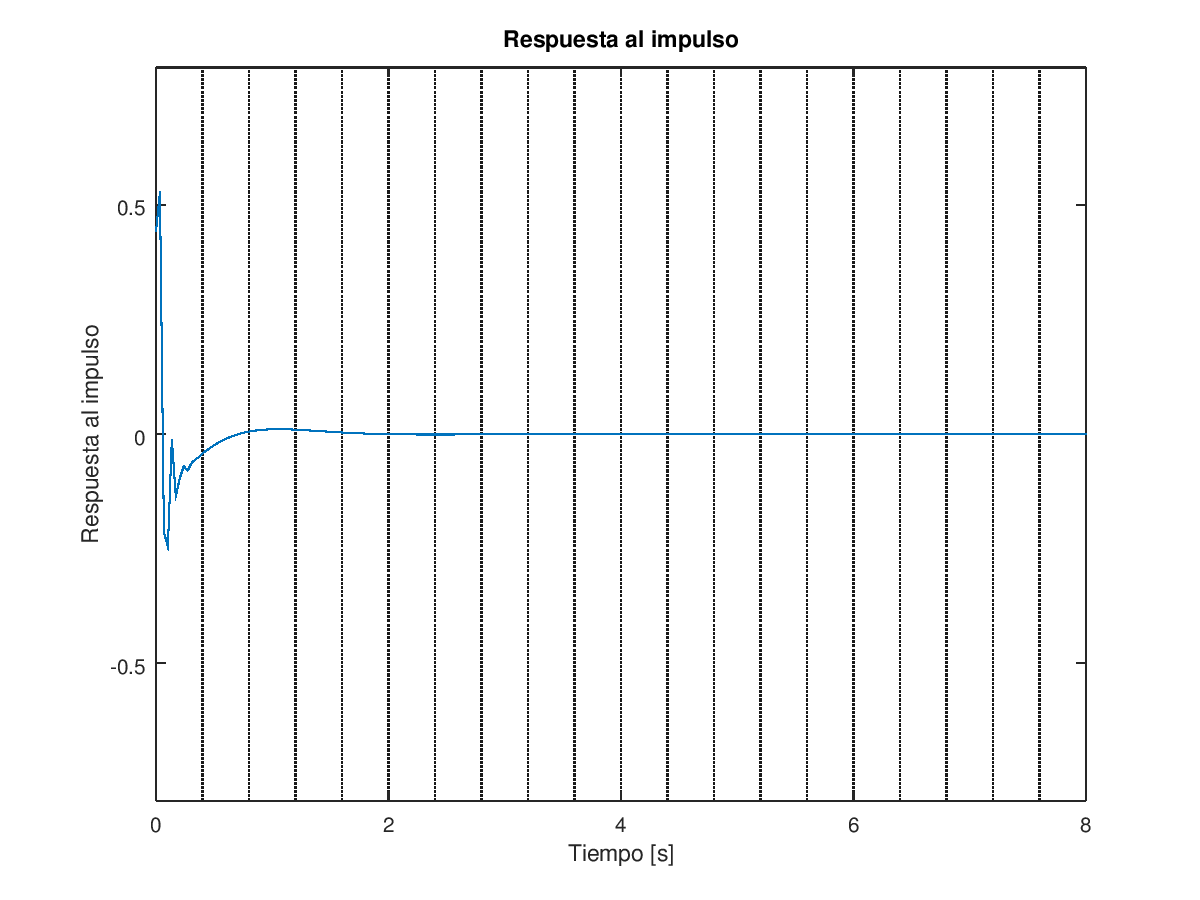 Respuesta al impulso
Respuesta al impulso
0.5
0
-0.5
0 2 4 6 8
Tiempo [s]